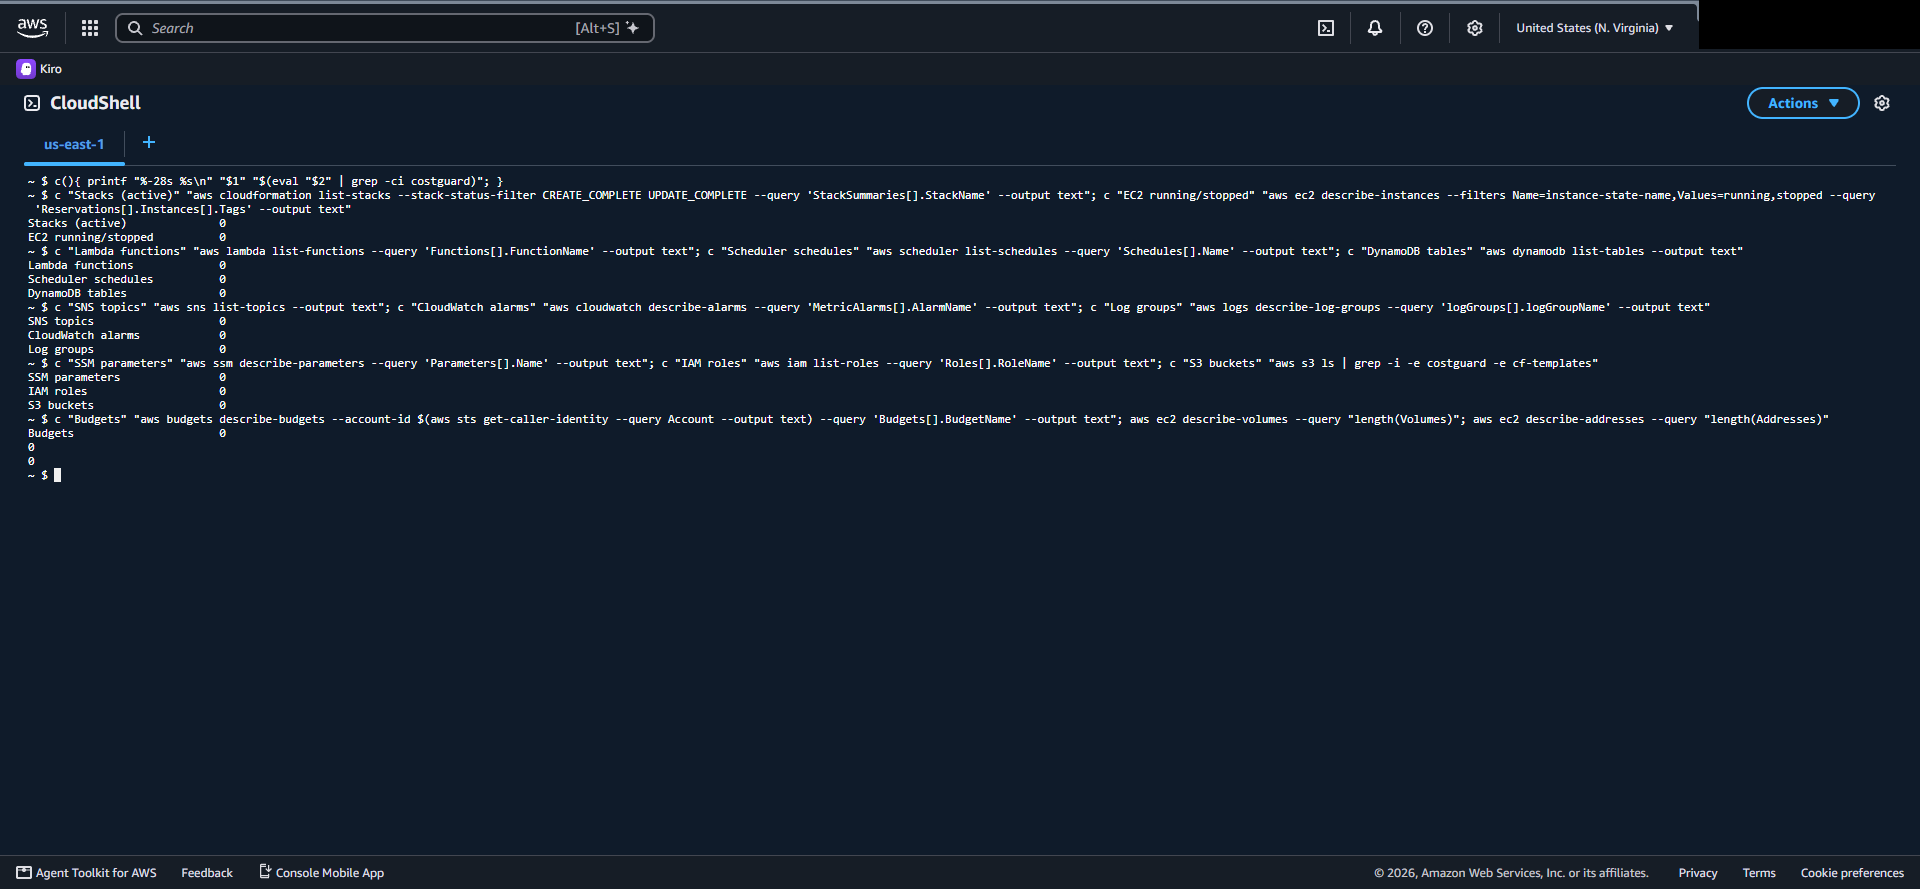 aws
Search [Alt+S]
United States (N. Virginia)
Kiro
CloudShell
Actions
us-east-1 +
~ $ c(){ printf "%-28s %s\n" "$1" "$(eval "$2" | grep -ci costguard)"; }
~ $ c "Stacks (active)" "aws cloudformation list-stacks --stack-status-filter CREATE_COMPLETE UPDATE_COMPLETE --query 'StackSummaries[].StackName' --output text"; c "EC2 running/stopped" "aws ec2 describe-instances --filters Name=instance-state-name,Values=running,stopped --query
'Reservations[].Instances[].Tags' --output text"
Stacks (active) 0
EC2 running/stopped 0
~ $ c "Lambda functions" "aws lambda list-functions --query 'Functions[].FunctionName' --output text"; c "Scheduler schedules" "aws scheduler list-schedules --query 'Schedules[].Name' --output text"; c "DynamoDB tables" "aws dynamodb list-tables --output text"
Lambda functions 0
Scheduler schedules 0
DynamoDB tables 0
~ $ c "SNS topics" "aws sns list-topics --output text"; c "CloudWatch alarms" "aws cloudwatch describe-alarms --query 'MetricAlarms[].AlarmName' --output text"; c "Log groups" "aws logs describe-log-groups --query 'logGroups[].logGroupName' --output text"
SNS topics 0
CloudWatch alarms 0
Log groups 0
~ $ c "SSM parameters" "aws ssm describe-parameters --query 'Parameters[].Name' --output text"; c "IAM roles" "aws iam list-roles --query 'Roles[].RoleName' --output text"; c "S3 buckets" "aws s3 ls | grep -i -e costguard -e cf-templates"
SSM parameters 0
IAM roles 0
S3 buckets 0
~ $ c "Budgets" "aws budgets describe-budgets --account-id $(aws sts get-caller-identity --query Account --output text) --query 'Budgets[].BudgetName' --output text"; aws ec2 describe-volumes --query "length(Volumes)"; aws ec2 describe-addresses --query "length(Addresses)"
Budgets 0
0
0
~ $
Agent Toolkit for AWS Feedback Console Mobile App © 2026, Amazon Web Services, Inc. or its affiliates. Privacy Terms Cookie preferences